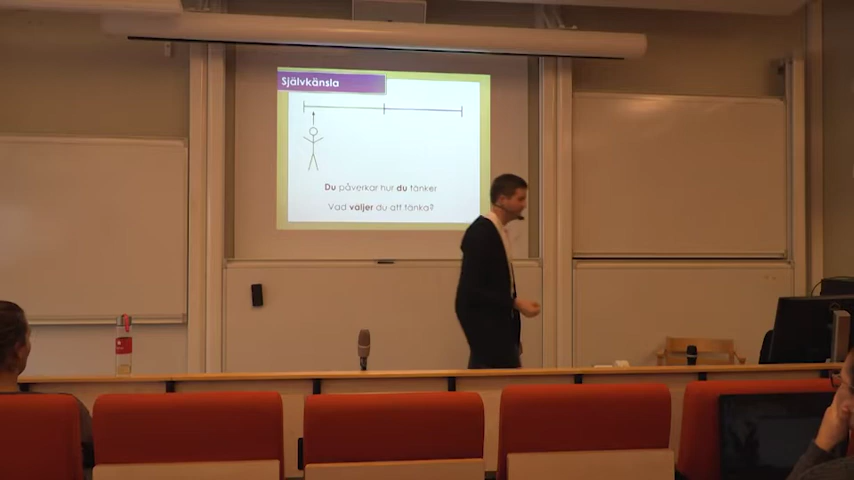 Självkänsla
Du påverkar hur du tänker
Vad väljer du att tänka?